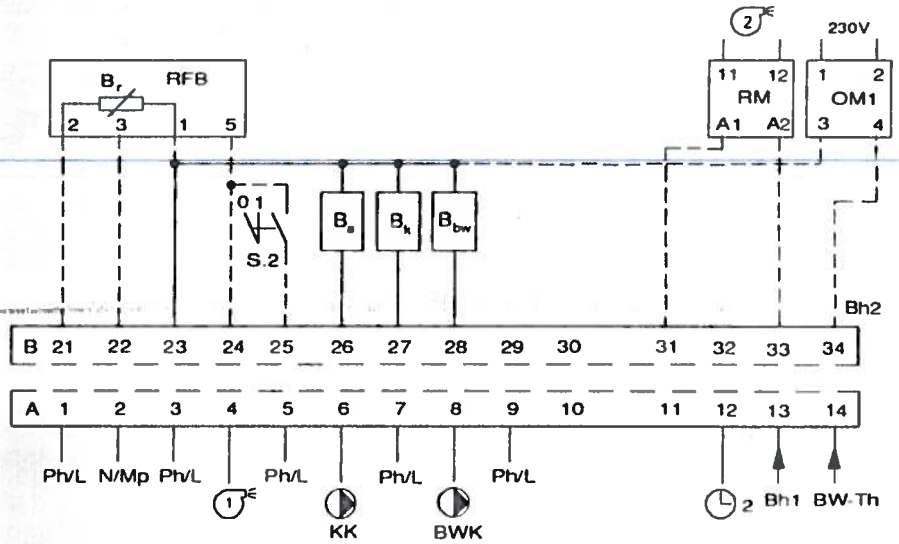 2
230V
Br RFB
2 3 1 5
11 12
RM
A1 A2
1 2
OM1
3 4
0 1
S.2
Ba Bk Bbw
Bh2
B 21 22 23 24 25 26 27 28 29 30 31 32 33 34
A 1 2 3 4 5 6 7 8 9 10 11 12 13 14
Ph/L N/Mp Ph/L Ph/L Ph/L Ph/L
1 2 Bh1 BW-Th
KK BWK